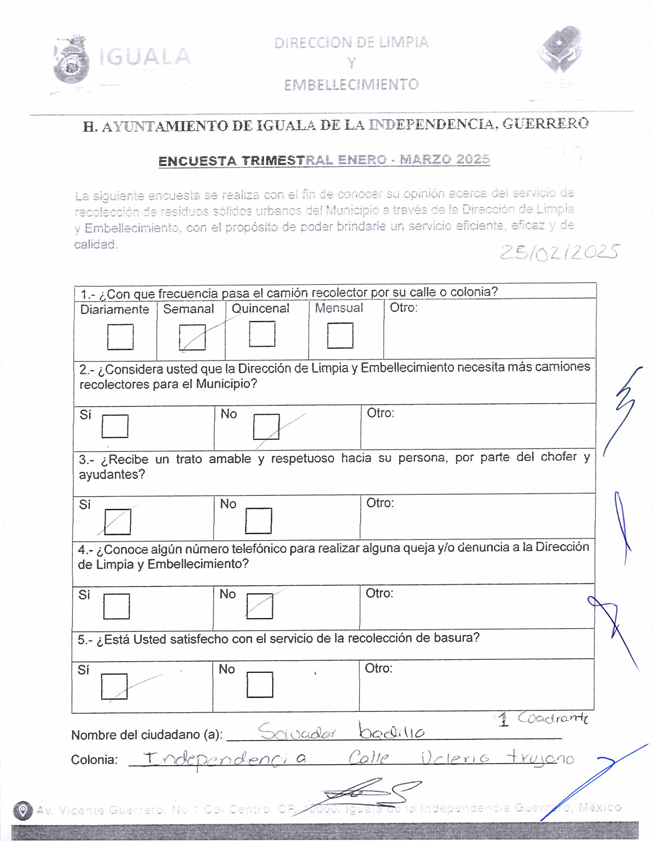 IGUALA
DIRECCION DE LIMPIA
Y
EMBELLECIMIENTO
H. AYUNTAMIENTO DE IGUALA DE LA INDEPENDENCIA, GUERRERO
ENCUESTA TRIMESTRAL ENERO - MARZO 2025
La siguiente encuesta se realiza con el fin de conocer su opinión acerca del servicio de
recolección de residuos sólidos urbanos del Municipio a través de la Dirección de Limpia
y Embellecimiento, con el propósito de poder brindarle un servicio eficiente, eficaz y de
calidad.
25/02/2025
1.- ¿Con que frecuencia pasa el camión recolector por su calle o colonia?
Diariamente Semanal Quincenal Mensual Otro:
2.- ¿Considera usted que la Dirección de Limpia y Embellecimiento necesita más camiones
recolectores para el Municipio?
Sí No Otro:
3.- ¿Recibe un trato amable y respetuoso hacia su persona, por parte del chofer y
ayudantes?
Sí No Otro:
4.- ¿Conoce algún número telefónico para realizar alguna queja y/o denuncia a la Dirección
de Limpia y Embellecimiento?
Sí No Otro:
5.- ¿Está Usted satisfecho con el servicio de la recolección de basura?
Sí No Otro:
1 Cuadrante
Nombre del ciudadano (a): Salvador badillo
Colonia: Independencia Calle Valerio trujano
Av. Vicente Guerrero, No 1 Col Centro, CP, 40000, Iguala de la Independencia Guerrero, México